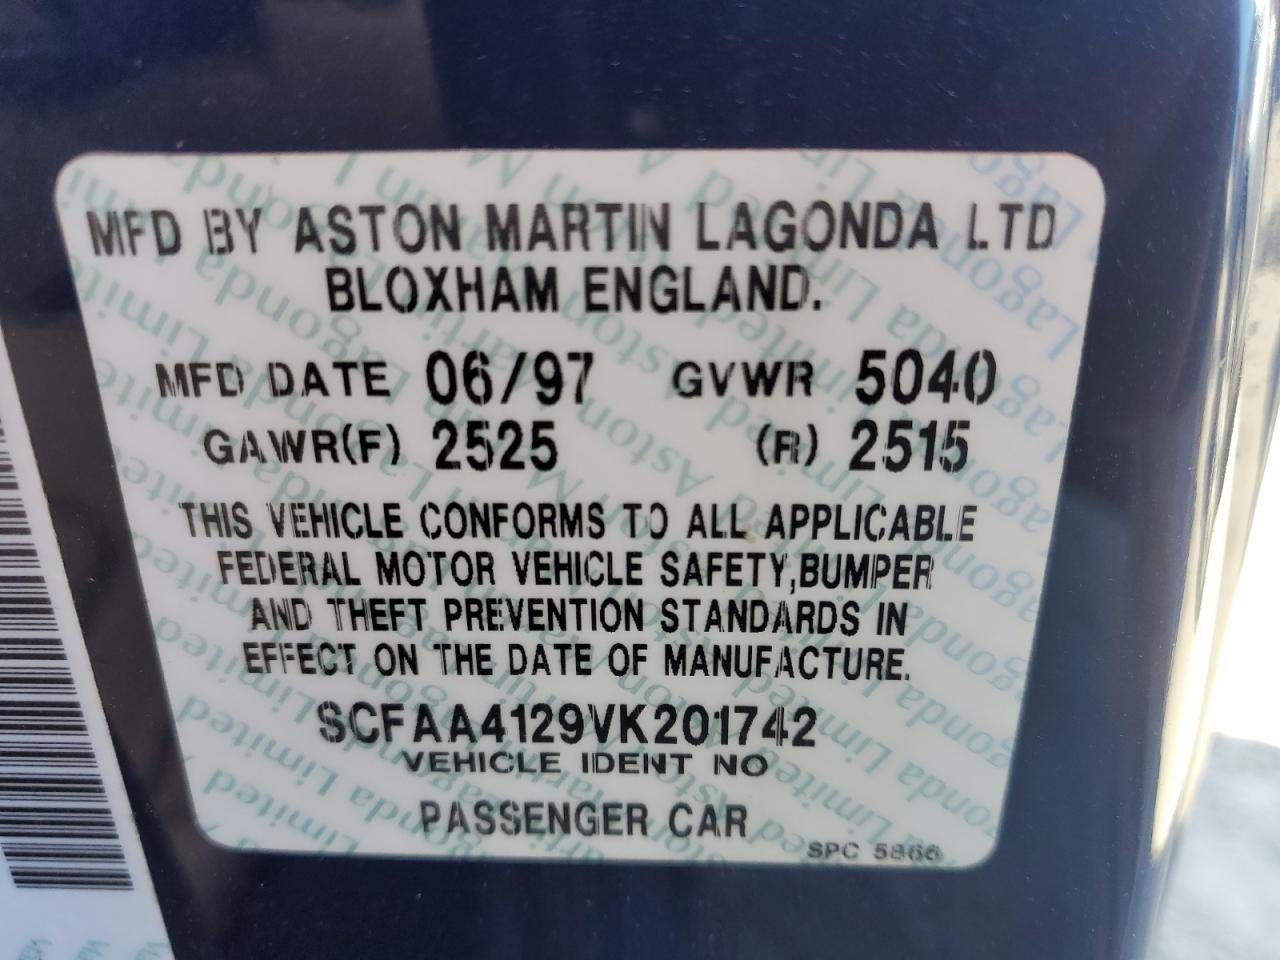 MFD BY ASTON MARTIN LAGONDA LTD
BLOXHAM ENGLAND.
MFD DATE 06/97 GVWR 5040
GAWR(F) 2525 (R) 2515
THIS VEHICLE CONFORMS TO ALL APPLICABLE
FEDERAL MOTOR VEHICLE SAFETY,BUMPER
AND THEFT PREVENTION STANDARDS IN
EFFECT ON THE DATE OF MANUFACTURE.
SCFAA4129VK201742
VEHICLE IDENT NO
PASSENGER CAR
SPC 5866